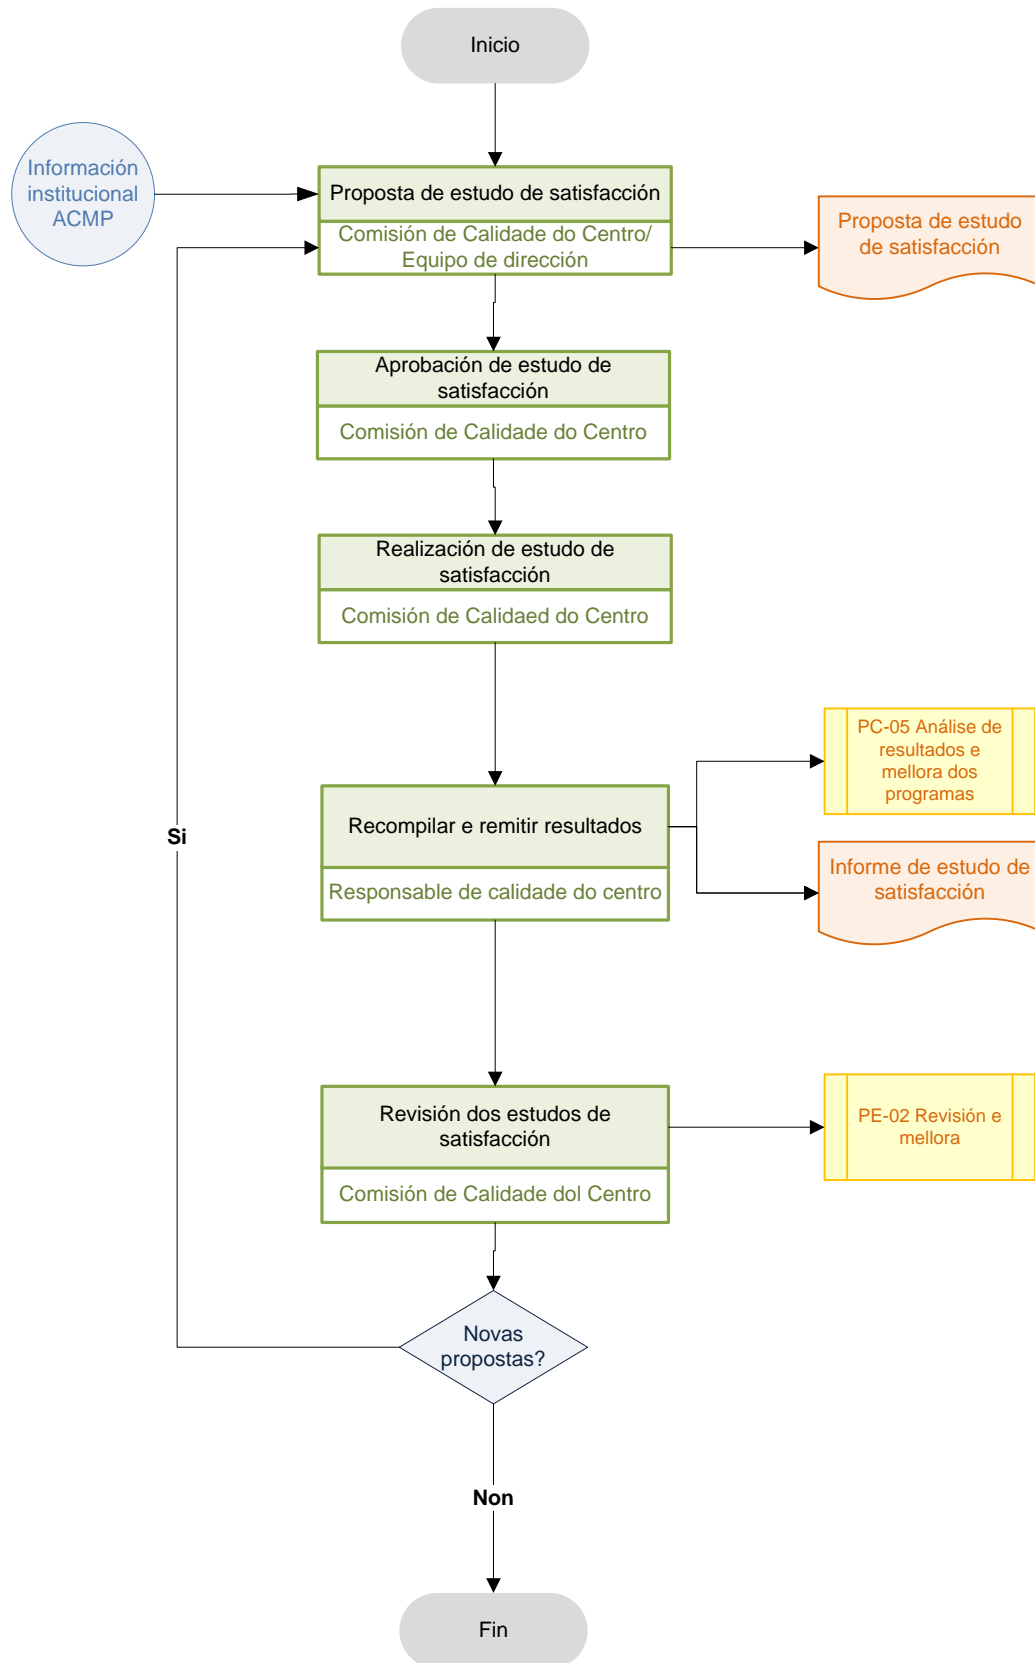 Inicio
Información
institucional
ACMP
Proposta de estudo de satisfacción
Comisión de Calidade do Centro/
Equipo de dirección
Proposta de estudo
de satisfacción
Aprobación de estudo de
satisfacción
Comisión de Calidade do Centro
Realización de estudo de
satisfacción
Comisión de Calidaed do Centro
PC-05 Análise de
resultados e
mellora dos
programas
Recompilar e remitir resultados
Responsable de calidade do centro
Informe de estudo de
satisfacción
Si
Revisión dos estudos de
satisfacción
Comisión de Calidade dol Centro
PE-02 Revisión e
mellora
Novas
propostas?
Non
Fin